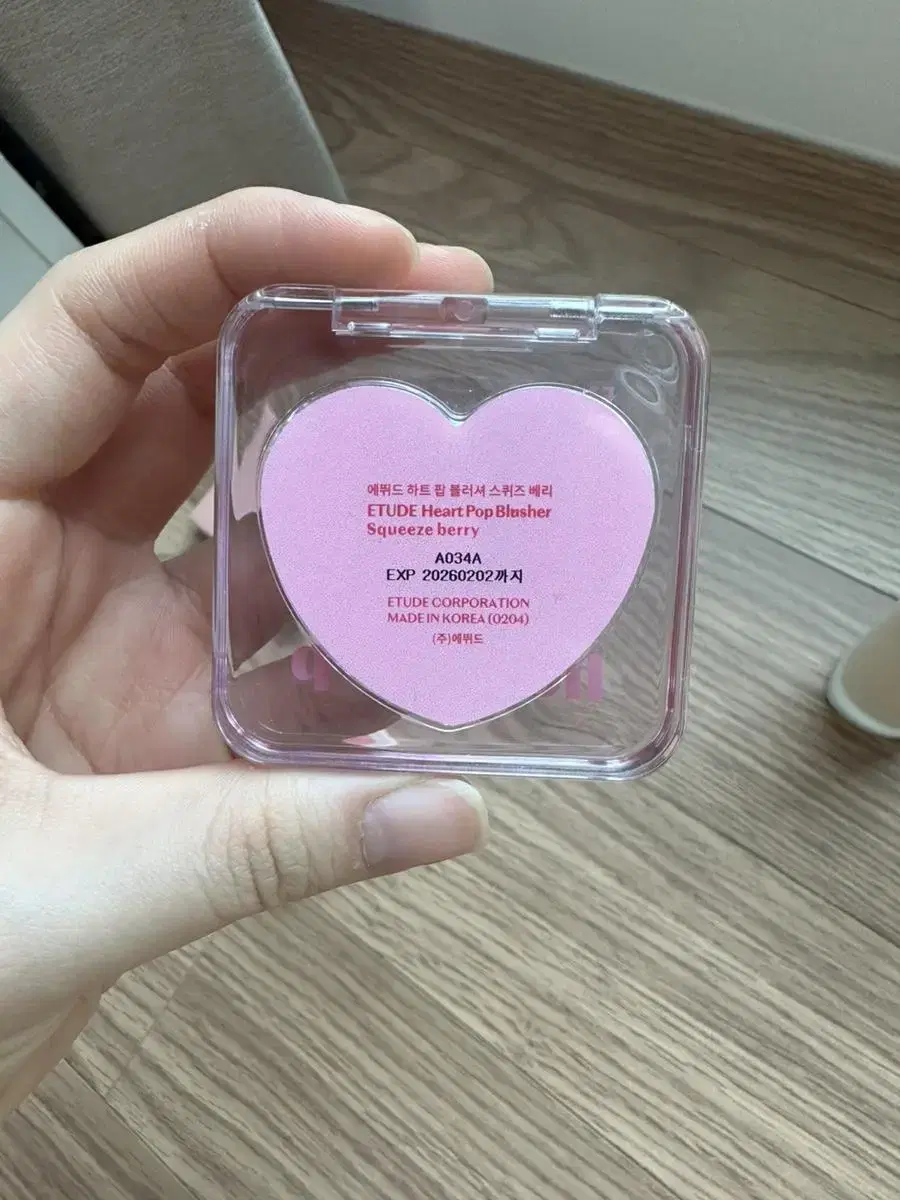 에뛰드 하트 팝 블러셔 스퀴즈 베리
ETUDE Heart Pop Blusher
Squeeze berry
A034A
EXP 20260202까지
ETUDE CORPORATION
MADE IN KOREA (0204)
(주)에뛰드